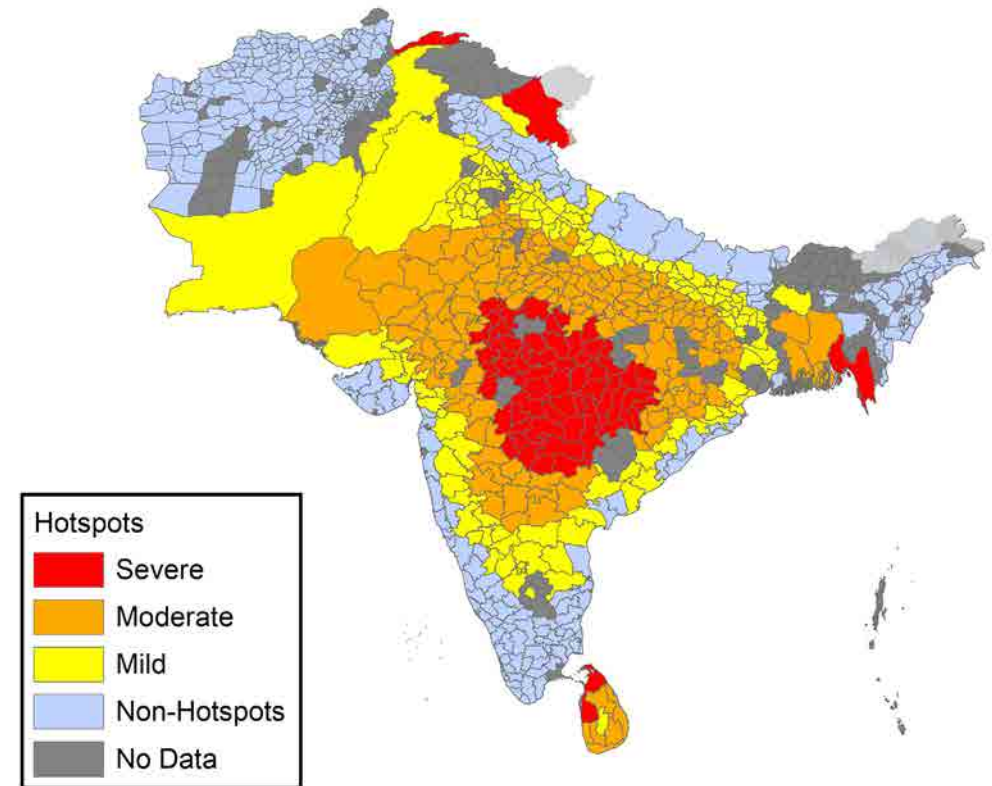 Hotspots
Severe
Moderate
Mild
Non-Hotspots
No Data